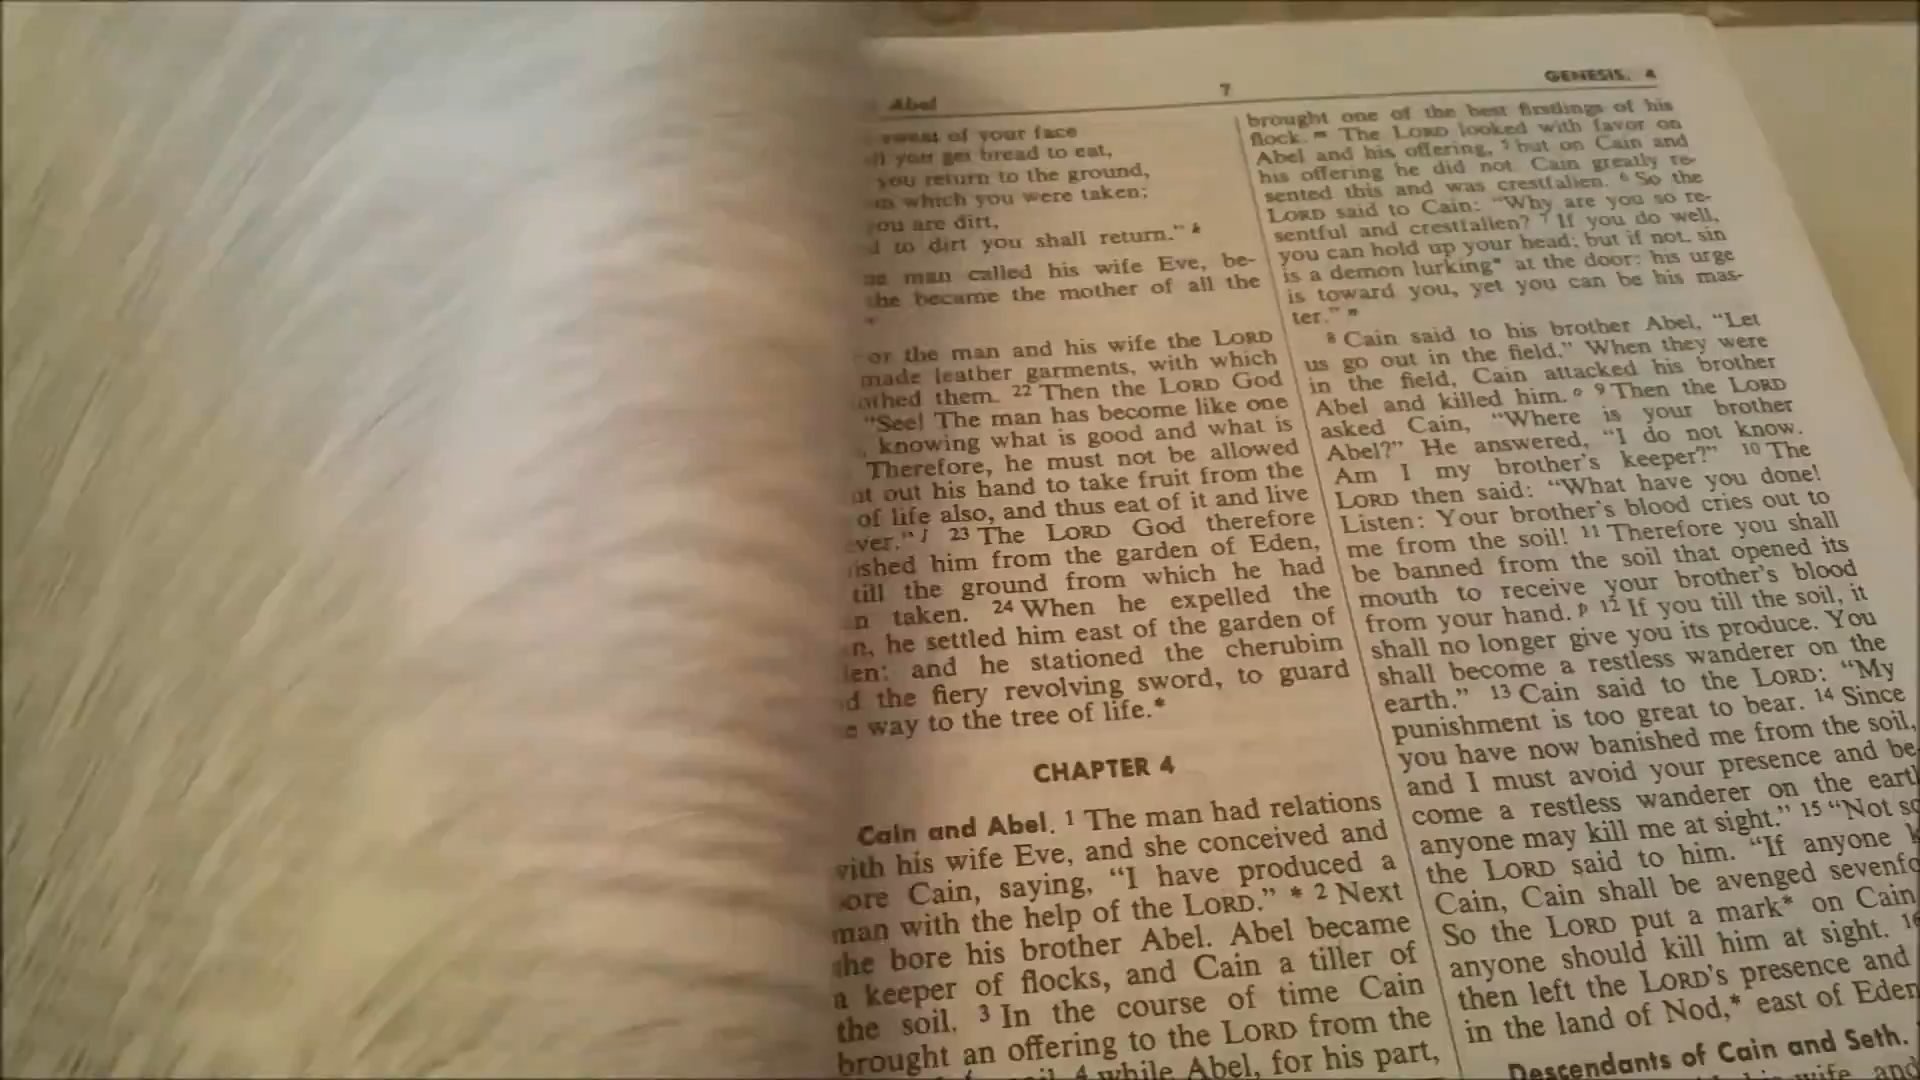 Abel 7 GENESIS, 4
sweat of your face
you get bread to eat,
you return to the ground,
which you were taken;
you are dirt,
to dirt you shall return." k
man called his wife Eve, be-
she became the mother of all the
*
or the man and his wife the LORD
made leather garments, with which
them. 22 Then the LORD God
"See! The man has become like one
, knowing what is good and what is
Therefore, he must not be allowed
out his hand to take fruit from the
of life also, and thus eat of it and live
ver." l 23 The LORD God therefore
ished him from the garden of Eden,
till the ground from which he had
n taken. 24 When he expelled the
n, he settled him east of the garden of
en; and he stationed the cherubim
d the fiery revolving sword, to guard
e way to the tree of life.*
CHAPTER 4
Cain and Abel. 1 The man had relations
with his wife Eve, and she conceived and
ore Cain, saying, "I have produced a
man with the help of the LORD." * 2 Next
she bore his brother Abel. Abel became
a keeper of flocks, and Cain a tiller of
the soil. 3 In the course of time Cain
brought an offering to the LORD from the
soil, 4 while Abel, for his part,
brought one of the best firstlings of his
flock. m The LORD looked with favor on
Abel and his offering, 5 but on Cain and
his offering he did not. Cain greatly re-
sented this and was crestfallen. 6 So the
LORD said to Cain: "Why are you so re-
sentful and crestfallen? 7 If you do well,
you can hold up your head; but if not, sin
is a demon lurking* at the door: his urge
is toward you, yet you can be his mas-
ter." n
8 Cain said to his brother Abel, "Let
us go out in the field." When they were
in the field, Cain attacked his brother
Abel and killed him. o 9 Then the LORD
asked Cain, "Where is your brother
Abel?" He answered, "I do not know.
Am I my brother's keeper?" 10 The
LORD then said: "What have you done!
Listen: Your brother's blood cries out to
me from the soil! 11 Therefore you shall
be banned from the soil that opened its
mouth to receive your brother's blood
from your hand. p 12 If you till the soil, it
shall no longer give you its produce. You
shall become a restless wanderer on the
earth." 13 Cain said to the LORD: "My
punishment is too great to bear. 14 Since
you have now banished me from the soil,
and I must avoid your presence and be-
come a restless wanderer on the earth
anyone may kill me at sight." 15 "Not so
the LORD said to him. "If anyone k
Cain, Cain shall be avenged sevenfo
So the LORD put a mark* on Cain
anyone should kill him at sight. 16
then left the LORD's presence and
in the land of Nod,* east of Eden
Descendants of Cain and Seth.
wife, and